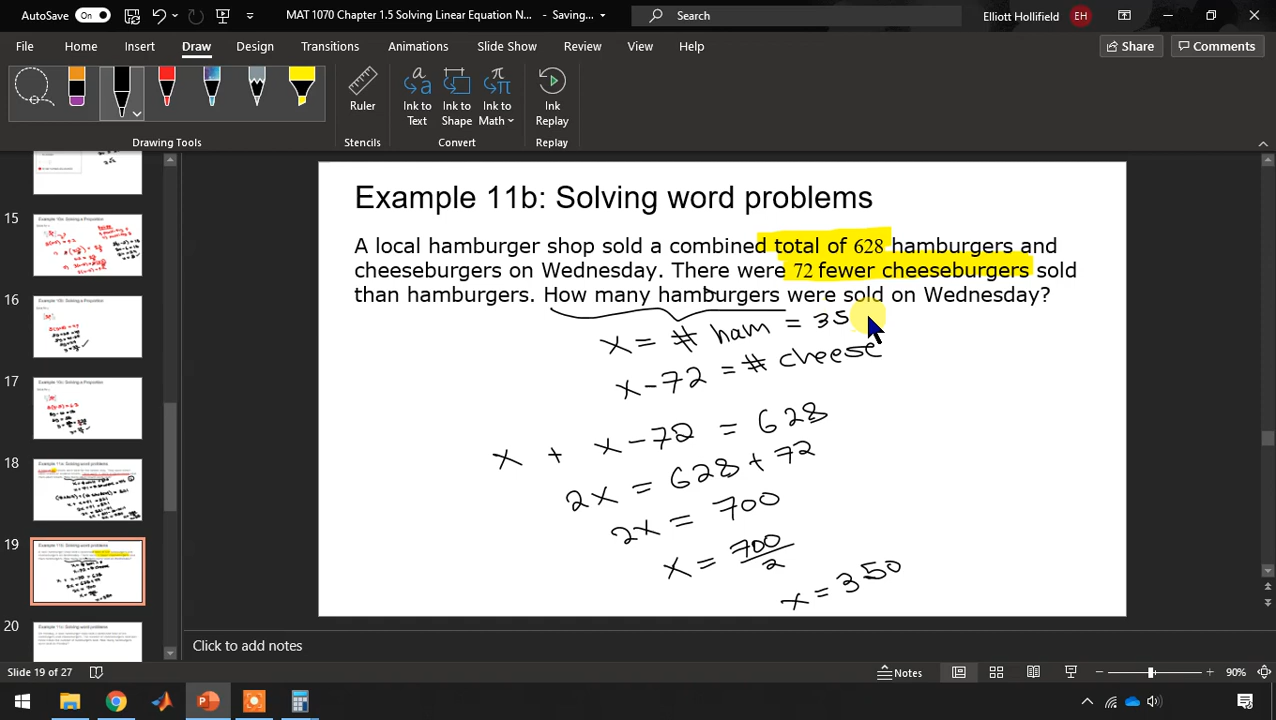 AutoSave On MAT 1070 Chapter 1.5 Solving Linear Equation N... - Saving... Search Elliott Hollifield EH
File Home Insert Draw Design Transitions Animations Slide Show Review View Help Share Comments
Ruler Ink to Text Ink to Shape Ink to Math Ink Replay
Drawing Tools Stencils Convert Replay
15
16
17
18
19
20
Example 11b: Solving word problems
A local hamburger shop sold a combined total of 628 hamburgers and
cheeseburgers on Wednesday. There were 72 fewer cheeseburgers sold
than hamburgers. How many hamburgers were sold on Wednesday?
x = # ham = 35
x - 72 = # cheese
x + x - 72 = 628
2x = 628 + 72
2x = 700
x = 700/2
x = 350
Click to add notes
Slide 19 of 27 Notes 90%